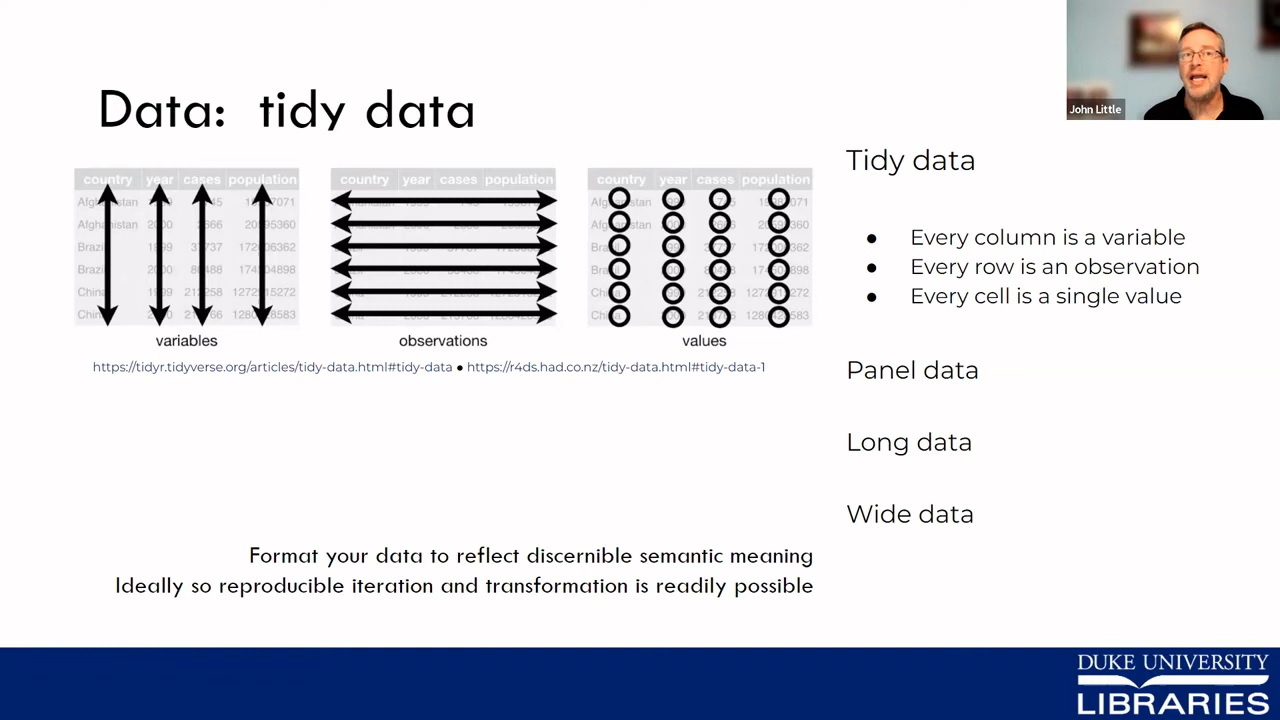 John Little
Data: tidy data
country year cases population
country year cases population
country year cases population
variables
observations
values
https://tidyr.tidyverse.org/articles/tidy-data.html#tidy-data ● https://r4ds.had.co.nz/tidy-data.html#tidy-data-1
Tidy data
● Every column is a variable
● Every row is an observation
● Every cell is a single value
Panel data
Long data
Wide data
Format your data to reflect discernible semantic meaning
Ideally so reproducible iteration and transformation is readily possible
DUKE UNIVERSITY
LIBRARIES